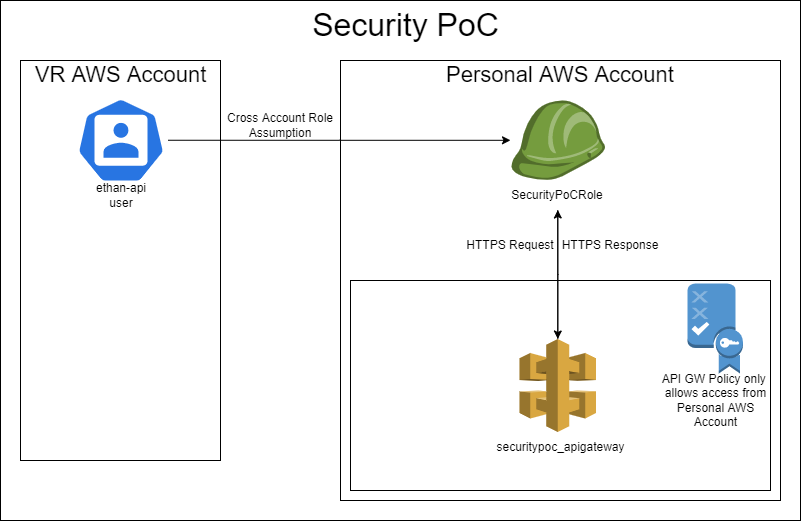 Security PoC
VR AWS Account
Personal AWS Account
Cross Account Role
Assumption
ethan-api
user
SecurityPoCRole
HTTPS Request
HTTPS Response
API GW Policy only
allows access from
Personal AWS
Account
securitypoc_apigateway